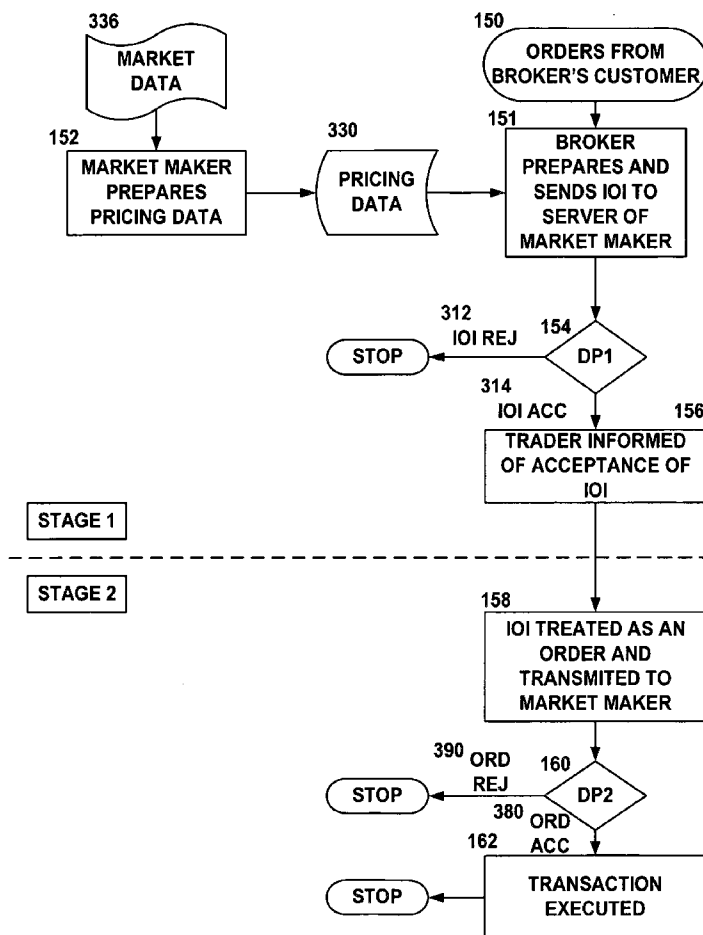 336
MARKET
DATA
150
ORDERS FROM
BROKER'S CUSTOMER
152
MARKET MAKER
PREPARES
PRICING DATA
330
PRICING
DATA
151
BROKER
PREPARES AND
SENDS IOI TO
SERVER OF
MARKET MAKER
312
IOI REJ
154
DP1
STOP
314
IOI ACC
156
TRADER INFORMED
OF ACCEPTANCE OF
IOI
STAGE 1
STAGE 2
158
IOI TREATED AS AN
ORDER AND
TRANSMITED TO
MARKET MAKER
390
ORD
REJ
160
DP2
STOP
380
ORD
ACC
162
TRANSACTION
EXECUTED
STOP